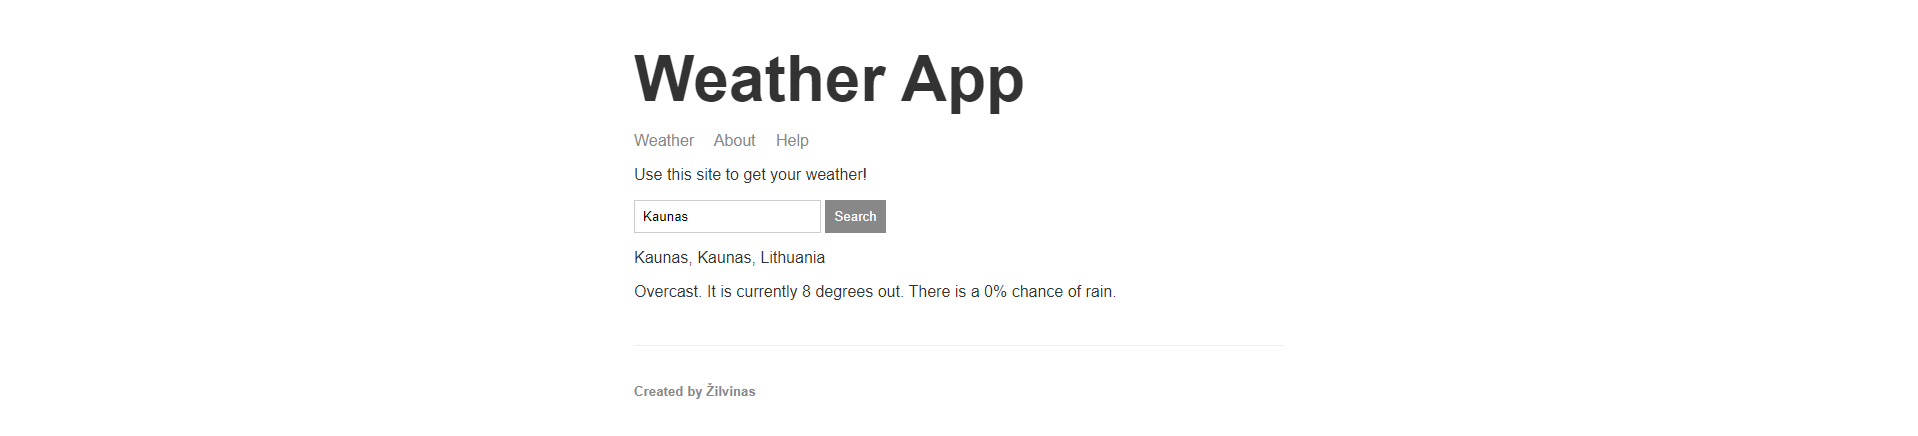 Weather App
Weather About Help
Use this site to get your weather!
Kaunas Search
Kaunas, Kaunas, Lithuania
Overcast. It is currently 8 degrees out. There is a 0% chance of rain.
Created by Žilvinas